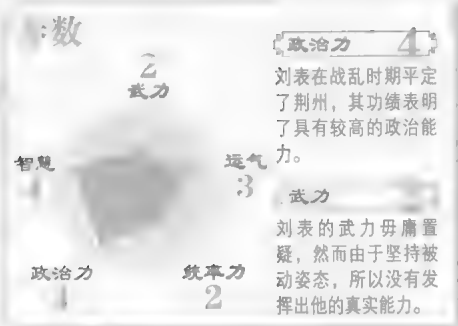 数
2
武力
智慧
运气
3
政治力
统率力
2
政治力 4
刘表在战乱时期平定
了荆州，其功绩表明
了具有较高的政治能
力。
武力
刘表的武力毋庸置
疑，然而由于坚持被
动姿态，所以没有发
挥出他的真实能力。